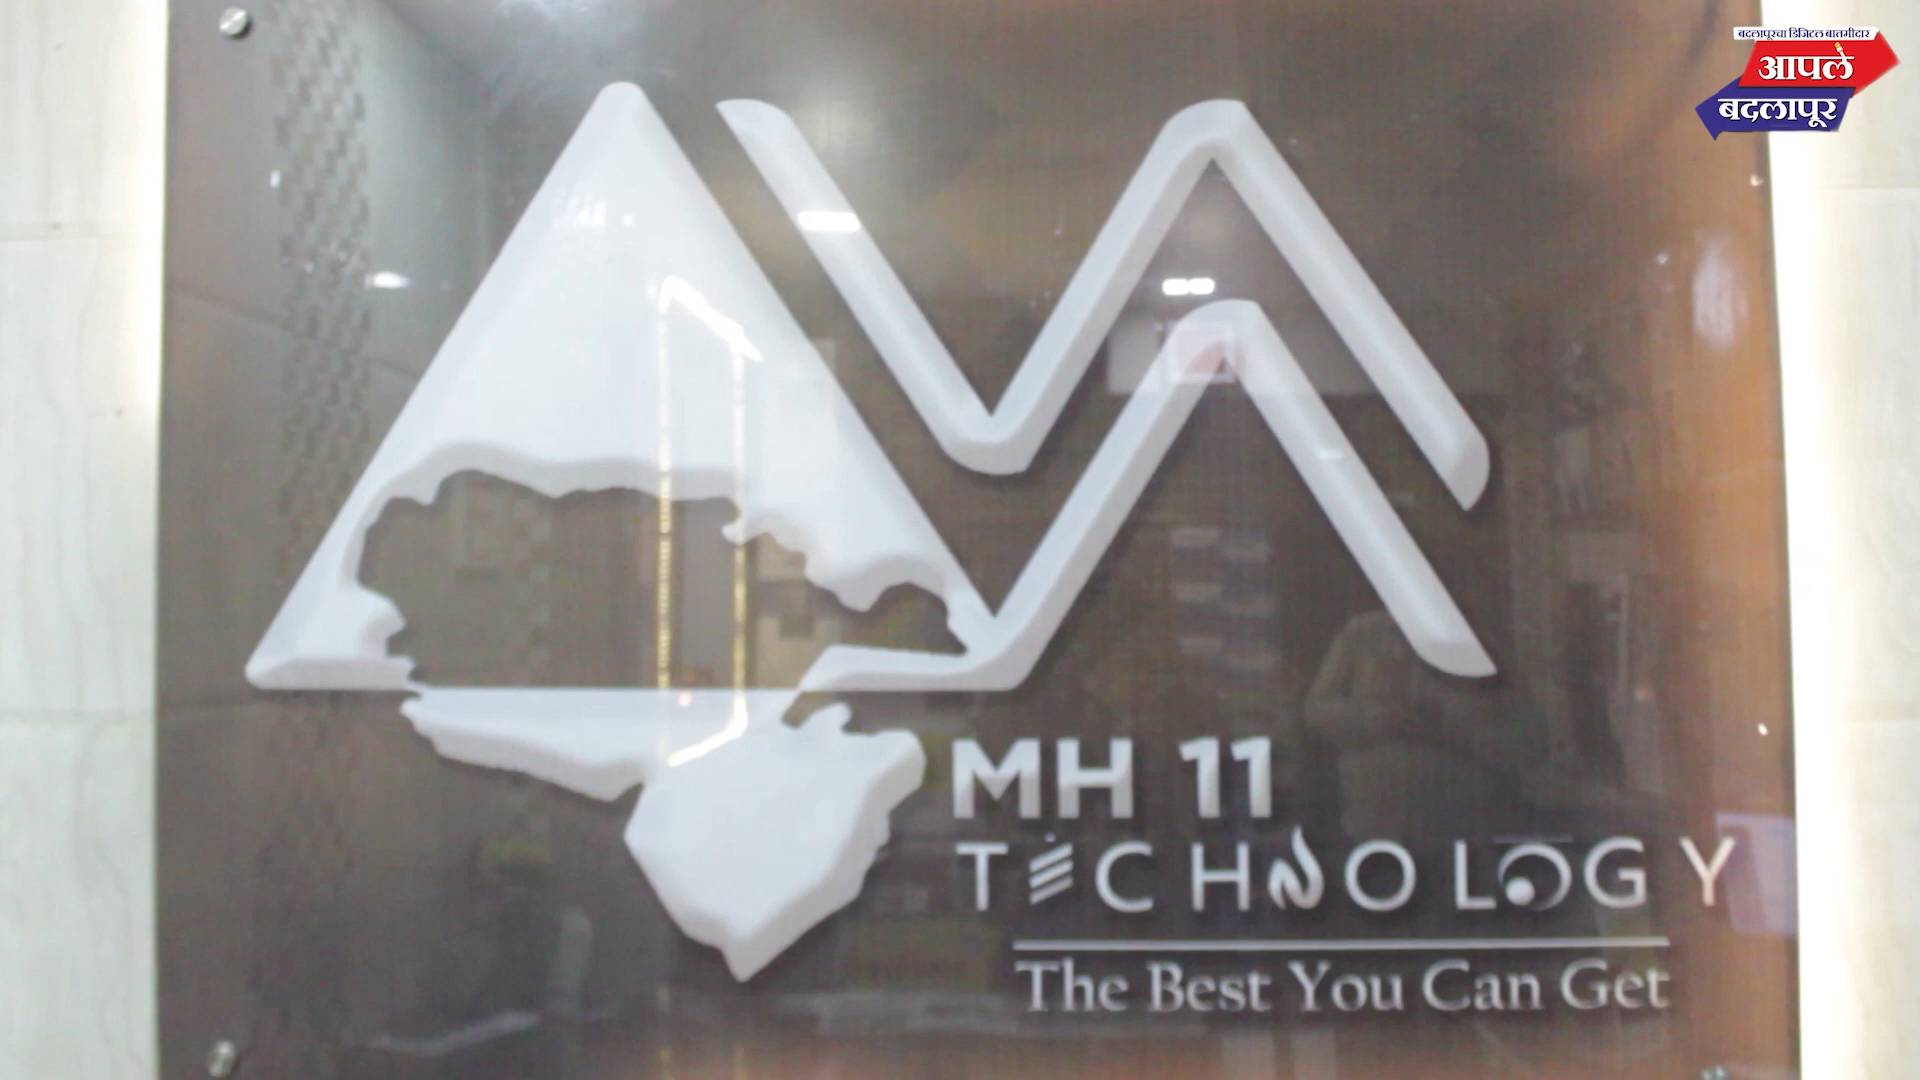 बदलापूरचा डिजिटल बातमीदार
आपले
बदलापूर
MH 11
TECHNOLOGY
The Best You Can Get